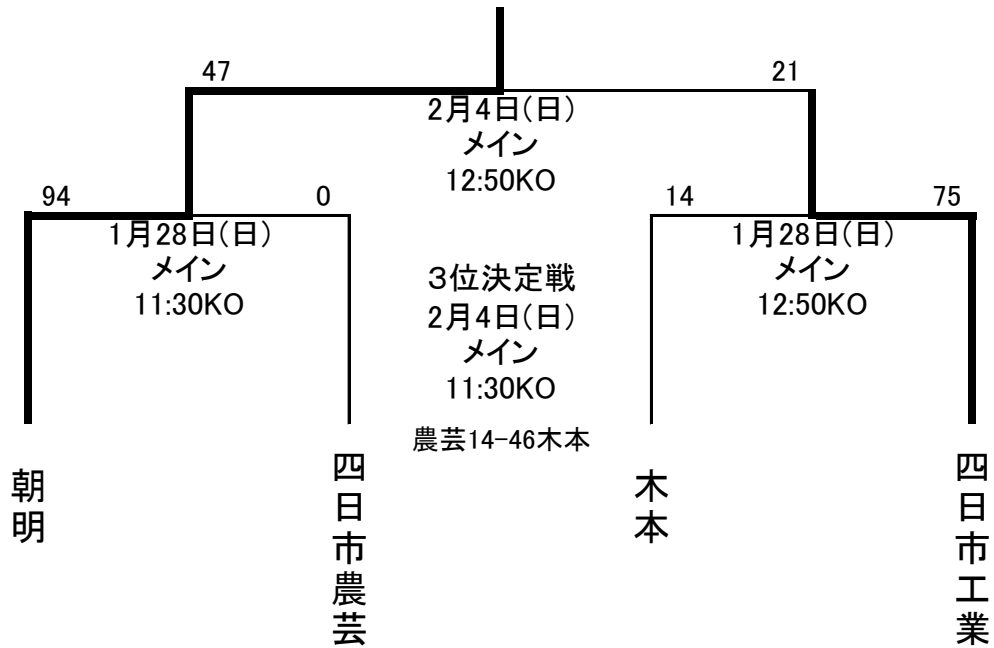 47
21
2月4日(日)
メイン
12:50KO
94
0
14
75
1月28日(日)
メイン
11:30KO
1月28日(日)
メイン
12:50KO
3位決定戦
2月4日(日)
メイン
11:30KO
農芸14-46木本
朝明
四日市農芸
木本
四日市工業